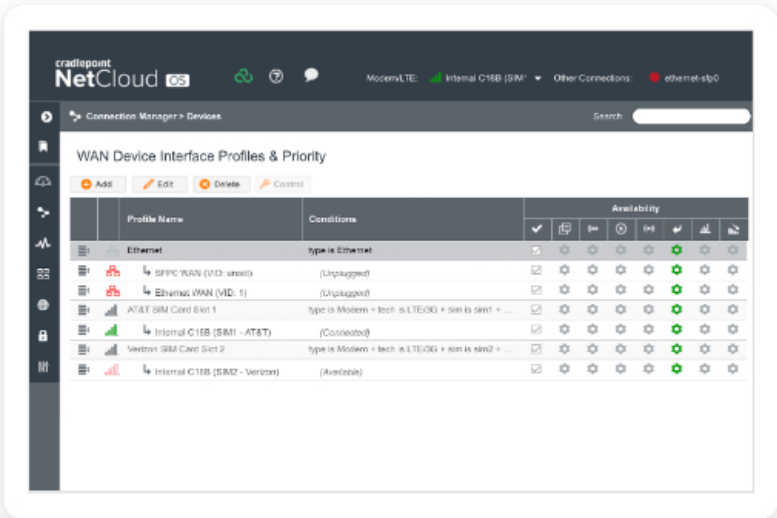 cradlepoint
NetCloud OS
Modem/LTE: Internal C18B (SIM1 Other Connections: ethernet-sfp0
Connection Manager > Devices
Search
WAN Device Interface Profiles & Priority
Add Edit Delete Control
Availability
Profile Name Conditions
Ethernet type is Ethernet
SFP0 WAN (VID: unset) (Unplugged)
Ethernet WAN (VID: 1) (Unplugged)
AT&T SIM Card Slot 1 type is Modem + tech is LTE/3G + sim is sim1 + ...
Internal C18B (SIM1 - AT&T) (Connected)
Verizon SIM Card Slot 2 type is Modem + tech is LTE/3G + sim is sim2 + ...
Internal C18B (SIM2 - Verizon) (Available)